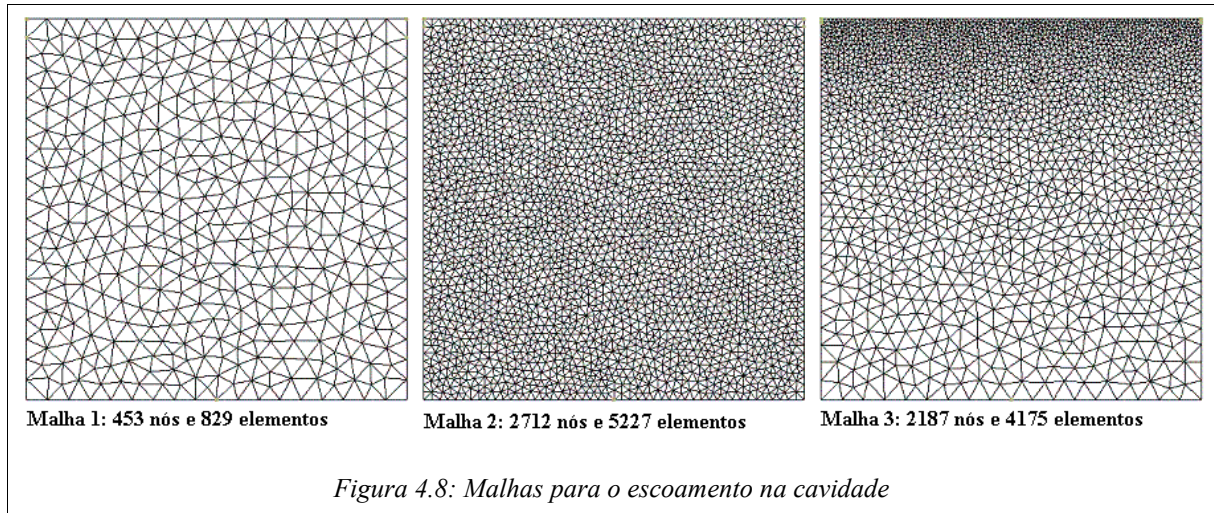 Malha 1: 453 nós e 829 elementos
Malha 2: 2712 nós e 5227 elementos
Malha 3: 2187 nós e 4175 elementos
Figura 4.8: Malhas para o escoamento na cavidade